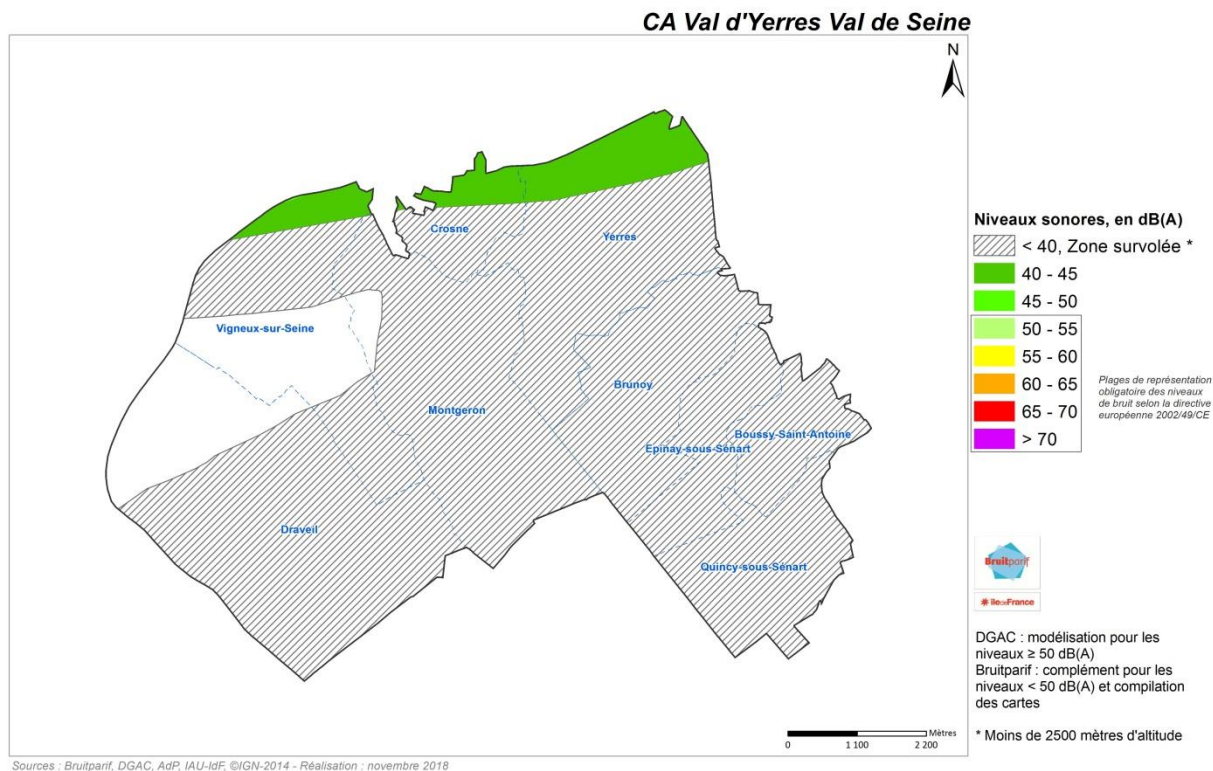 CA Val d'Yerres Val de Seine
N
Crosne
Yerres
Vigneux-sur-Seine
Brunoy
Montgeron
Boussy-Saint-Antoine
Epinay-sous-Sénart
Draveil
Quincy-sous-Sénart
Mètres
0 1 100 2 200
Niveaux sonores, en dB(A)
< 40, Zone survolée *
40 - 45
45 - 50
50 - 55
55 - 60
60 - 65
65 - 70
> 70
Plages de représentation
obligatoire des niveaux
de bruit selon la directive
européenne 2002/49/CE
Bruitparif
îledeFrance
DGAC : modélisation pour les
niveaux ≥ 50 dB(A)
Bruitparif : complément pour les
niveaux < 50 dB(A) et compilation
des cartes
* Moins de 2500 mètres d'altitude
Sources : Bruitparif, DGAC, AdP, IAU-IdF, ©IGN-2014 - Réalisation : novembre 2018